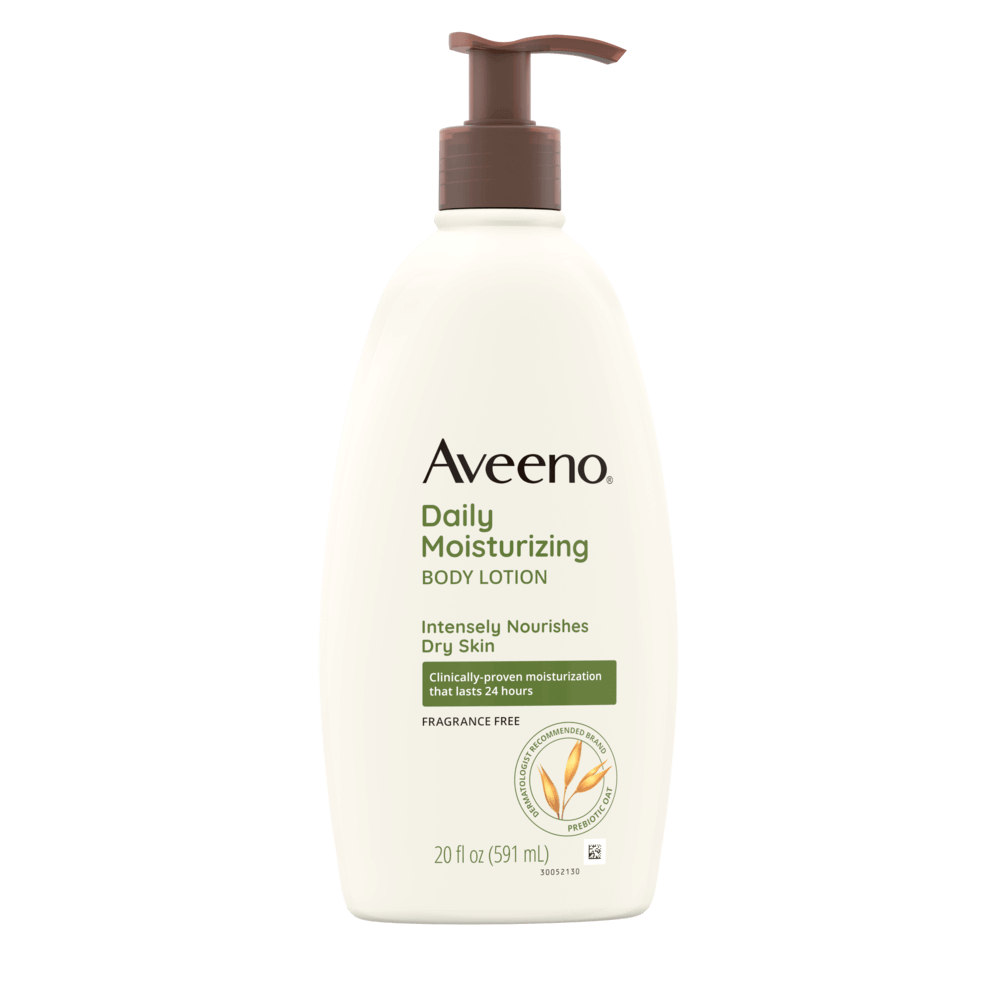 Aveeno®
Daily
Moisturizing
BODY LOTION
Intensely Nourishes
Dry Skin
Clinically-proven moisturization
that lasts 24 hours
FRAGRANCE FREE
DERMATOLOGIST RECOMMENDED BRAND
PREBIOTIC OAT
20 fl oz (591 mL)
30052130